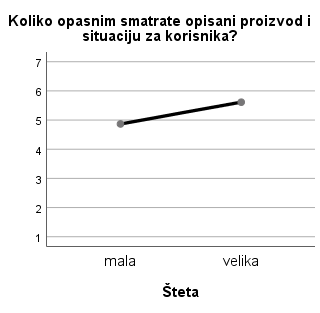 Koliko opasnim smatrate opisani proizvod i
situaciju za korisnika?
7
6
5
4
3
2
1
mala velika
Šteta